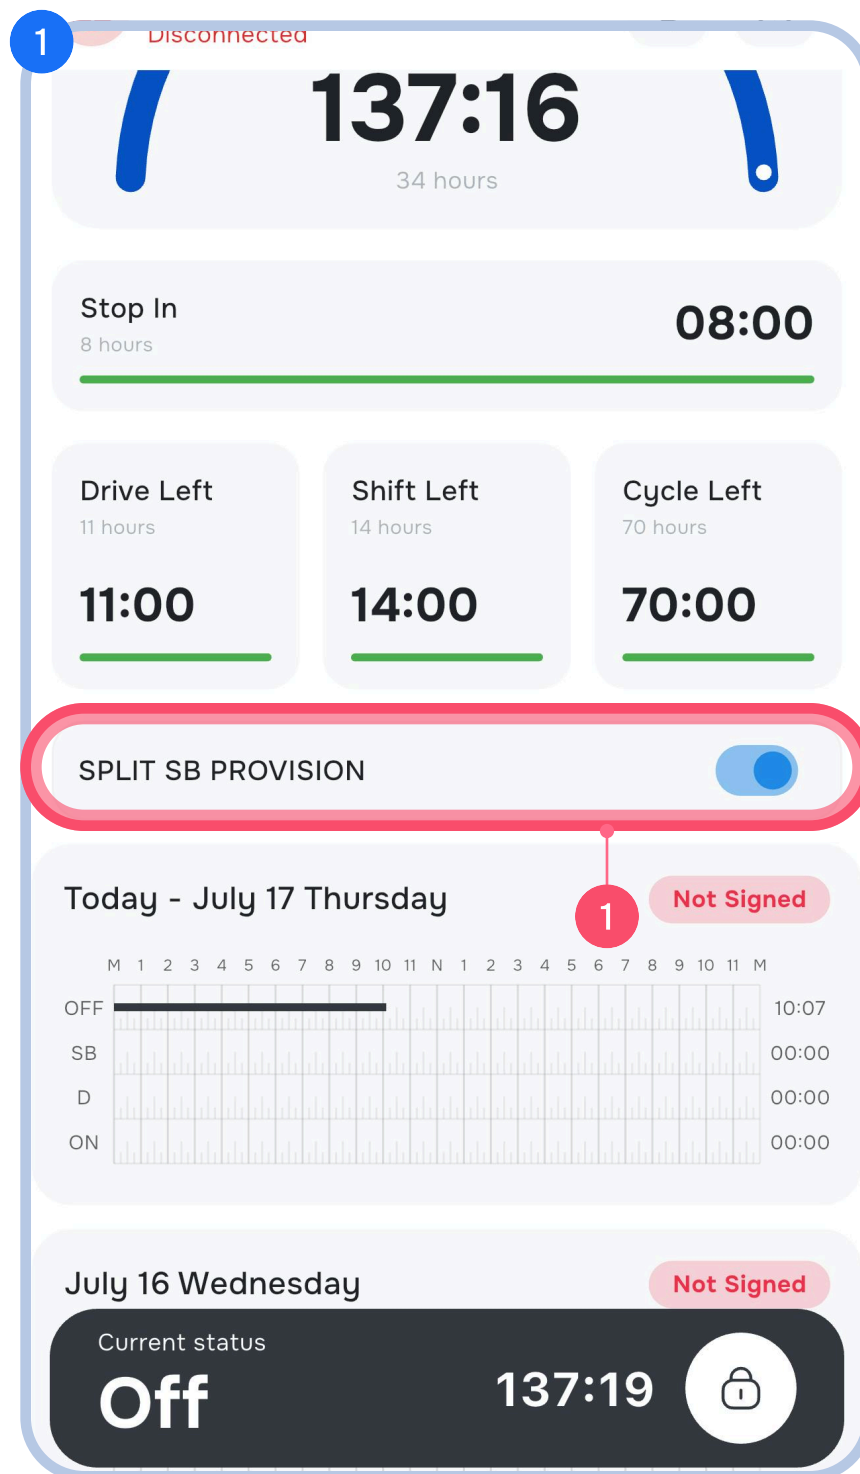 1
Disconnected
137:16
34 hours
Stop In
8 hours
08:00
Drive Left
11 hours
11:00
Shift Left
14 hours
14:00
Cycle Left
70 hours
70:00
SPLIT SB PROVISION
1
Today - July 17 Thursday
Not Signed
M 1 2 3 4 5 6 7 8 9 10 11 N 1 2 3 4 5 6 7 8 9 10 11 M
OFF 10:07
SB 00:00
D 00:00
ON 00:00
July 16 Wednesday
Not Signed
Current status
Off
137:19